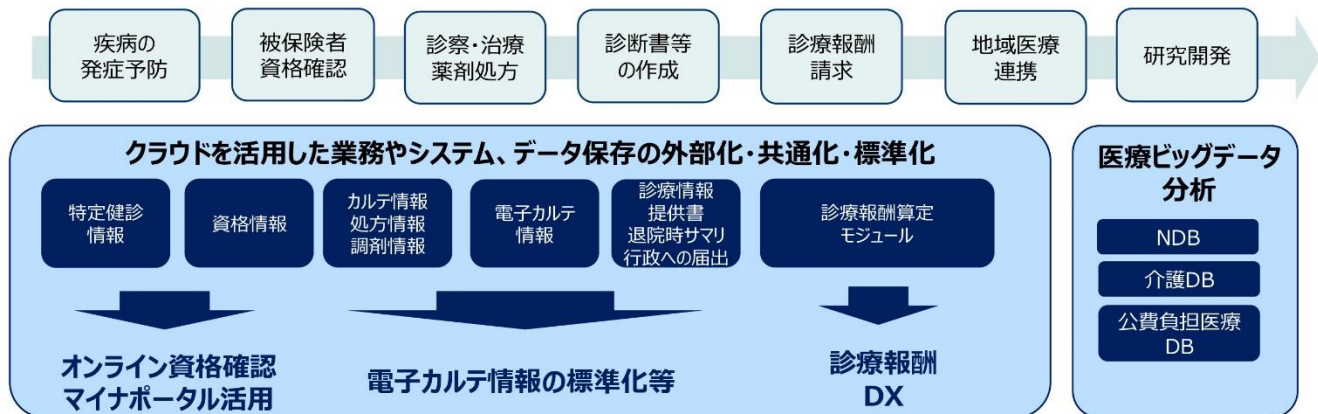 疾病の
発症予防
被保険者
資格確認
診察・治療
薬剤処方
診断書等
の作成
診療報酬
請求
地域医療
連携
研究開発
クラウドを活用した業務やシステム、データ保存の外部化・共通化・標準化
特定健診
情報
資格情報
カルテ情報
処方情報
調剤情報
電子カルテ
情報
診療情報
提供書
退院時サマリ
行政への届出
診療報酬算定
モジュール
オンライン資格確認
マイナポータル活用
電子カルテ情報の標準化等
診療報酬
DX
医療ビッグデータ
分析
NDB
介護DB
公費負担医療
DB